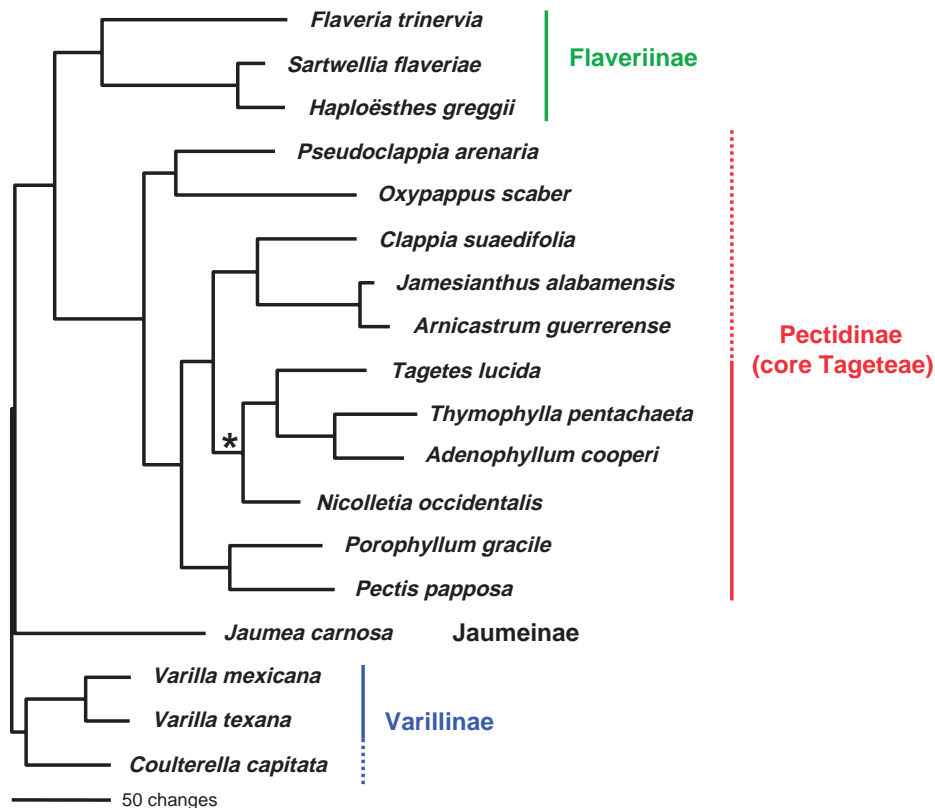 Flaveria trinervia
Sartwellia flaveriae
Flaveriinae
Haploësthes greggii
Pseudoclappia arenaria
Oxypappus scaber
Clappia suaedifolia
Jamesianthus alabamensis
Arnicastrum guerrerense
Pectidinae
(core Tageteae)
Tagetes lucida
Thymophylla pentachaeta
*
Adenophyllum cooperi
Nicolletia occidentalis
Porophyllum gracile
Pectis papposa
Jaumea carnosa Jaumeinae
Varilla mexicana
Varilla texana Varillinae
Coulterella capitata
50 changes